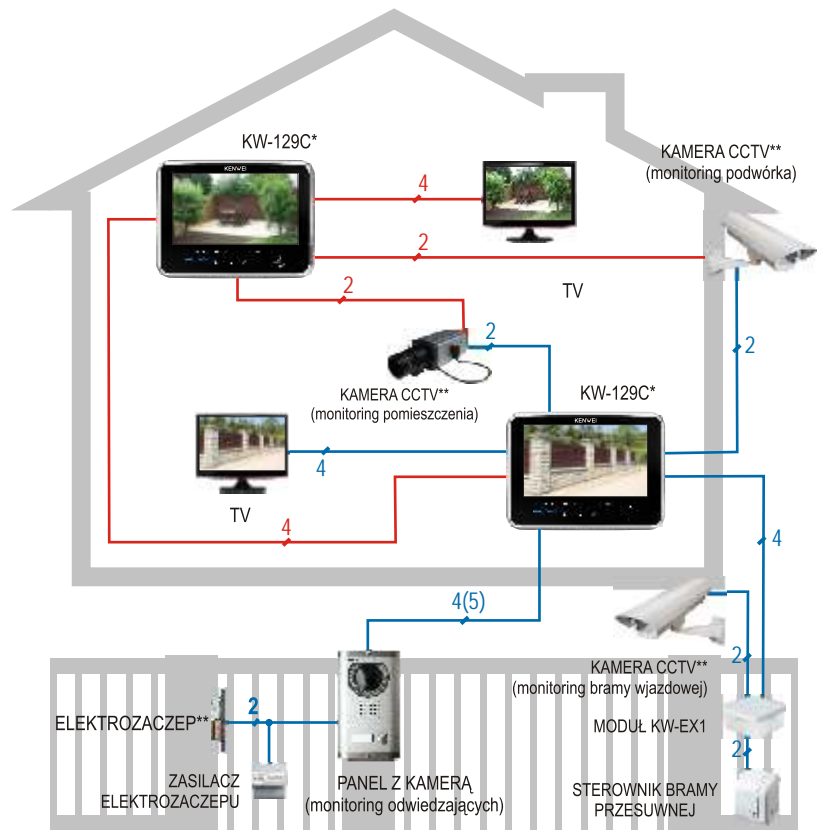 KW-129C*
KENWEI
4
KAMERA CCTV**
(monitoring podwórka)
2
TV
2
2
2
KAMERA CCTV**
(monitoring pomieszczenia)
KW-129C*
KENWEI
4
TV
4
4
4(5)
2
KAMERA CCTV**
(monitoring bramy wjazdowej)
ELEKTROZACZEP**
2
MODUŁ KW-EX1
2
ZASILACZ
ELEKTROZACZEPU
PANEL Z KAMERĄ
(monitoring odwiedzających)
STEROWNIK BRAMY
PRZESUWNEJ